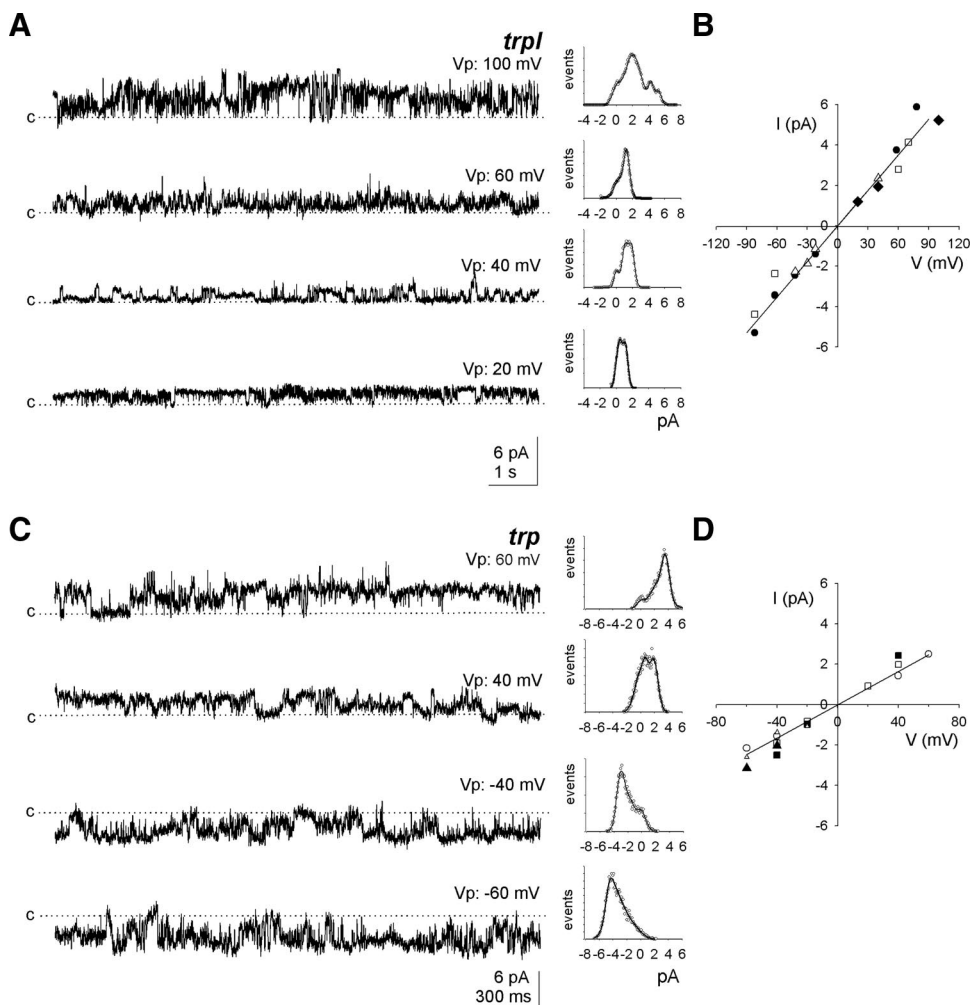 A
trpl
Vp: 100 mV
c
events
-4 -2 0 2 4 6 8
Vp: 60 mV
c
events
-4 -2 0 2 4 6 8
Vp: 40 mV
c
events
-4 -2 0 2 4 6 8
Vp: 20 mV
c
events
-4 -2 0 2 4 6 8
pA
6 pA
1 s
B
I (pA)
6
4
2
0
-2
-4
-6
-120 -90 -60 -30 0 30 60 90 120
V (mV)
C
trp
Vp: 60 mV
c
events
-8 -6 -4 -2 0 2 4 6
Vp: 40 mV
c
events
-8 -6 -4 -2 0 2 4 6
Vp: -40 mV
c
events
-8 -6 -4 -2 0 2 4 6
Vp: -60 mV
c
events
-8 -6 -4 -2 0 2 4 6
pA
6 pA
300 ms
D
I (pA)
6
4
2
0
-2
-4
-6
-80 -40 0 40 80
V (mV)